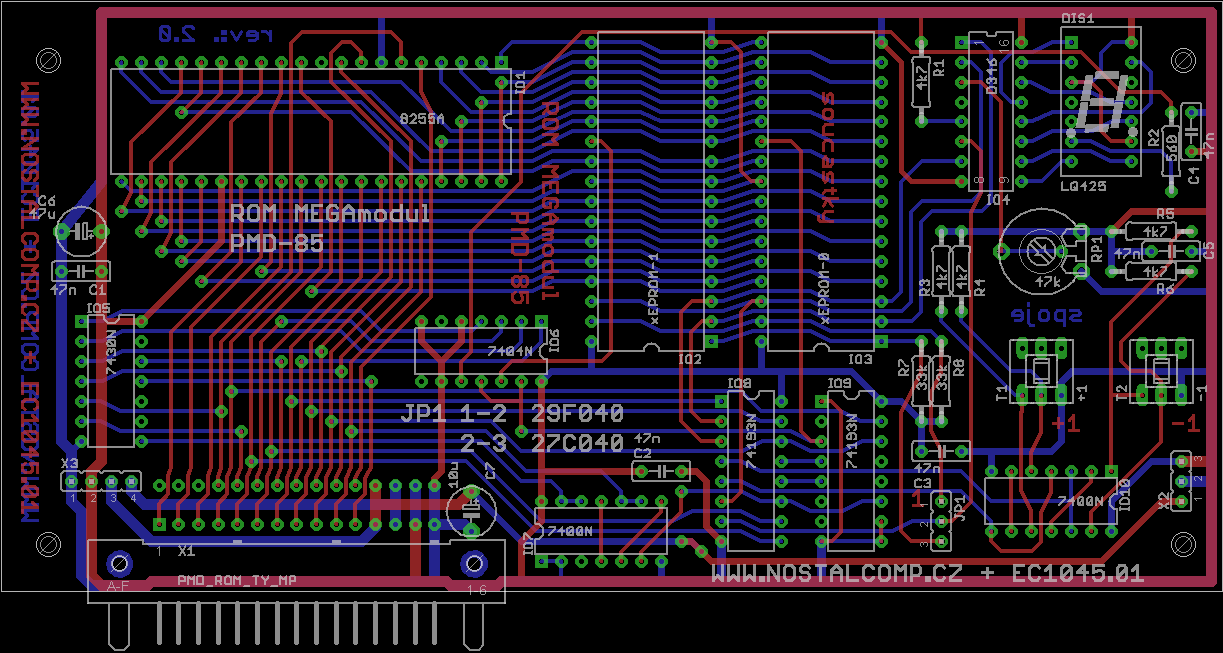 rev:. 2.0
DIS1
IO1
8255A
4k7
R1
1
16
D346
8
9
IO4
LQ425
R2
560
47n
C4
ROM MEGAmodul
PMD 85
soucastky
ROM MEGAmodul
PMD-85
C6
47u
47n
C1
xEPROM-1
xEPROM-0
IO2
IO3
R3
4k7
4k7
R4
RP1
47k
R5
4k7
47n
C5
4k7
R6
spoje
IO5
7430N
7404N
IO6
R7
33k
33k
R8
T1
+1
T2
-1
+1
-1
IO8
74193N
IO9
74193N
JP1 1-2 29F040
2-3 27C040
47n
C2
10u
C7
47n
C3
X3
1
2
3
4
1
JP1
1
2
3
7400N
IO10
X2
3
2
1
IO7
7400N
1
X1
PMD_ROM_TY_MP
A-F
1-6
WWW.NOSTALCOMP.CZ + EC1045.01
WWW.NOSTALCOMP.CZ + EC1045.01